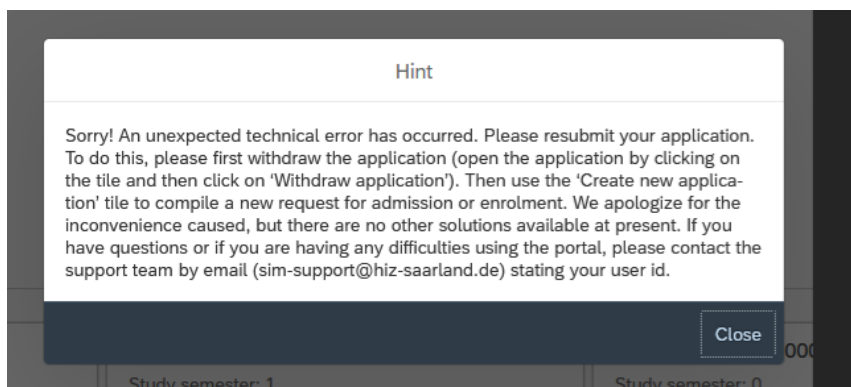 Hint
Sorry! An unexpected technical error has occurred. Please resubmit your application.
To do this, please first withdraw the application (open the application by clicking on
the tile and then click on ‘Withdraw application’). Then use the ‘Create new applica-
tion’ tile to compile a new request for admission or enrolment. We apologize for the
inconvenience caused, but there are no other solutions available at present. If you
have questions or if you are having any difficulties using the portal, please contact the
support team by email (sim-support@hiz-saarland.de) stating your user id.
Close
Study semester: 1
Study semester: 0